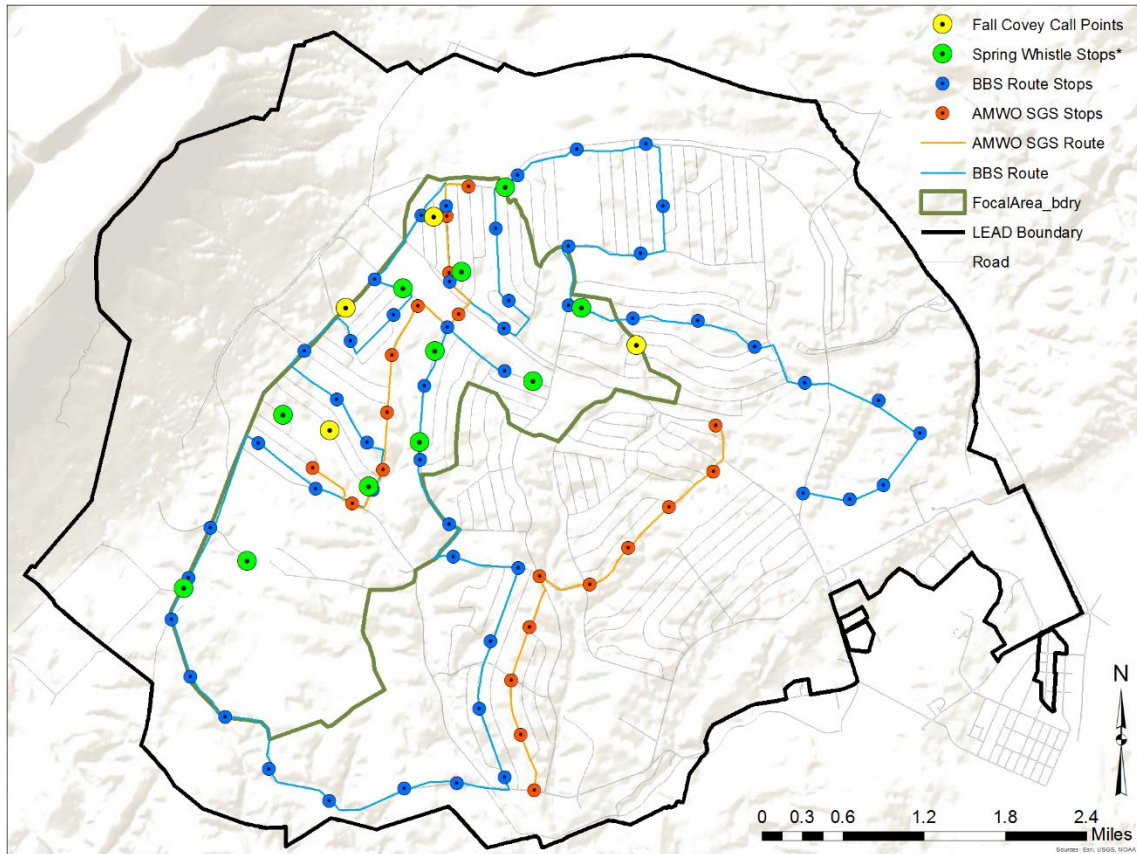 Fall Covey Call Points
Spring Whistle Stops*
BBS Route Stops
AMWO SGS Stops
AMWO SGS Route
BBS Route
FocalArea_bdry
LEAD Boundary
Road
N
0 0.3 0.6 1.2 1.8 2.4
Miles
Sources: Esri, USGS, NOAA